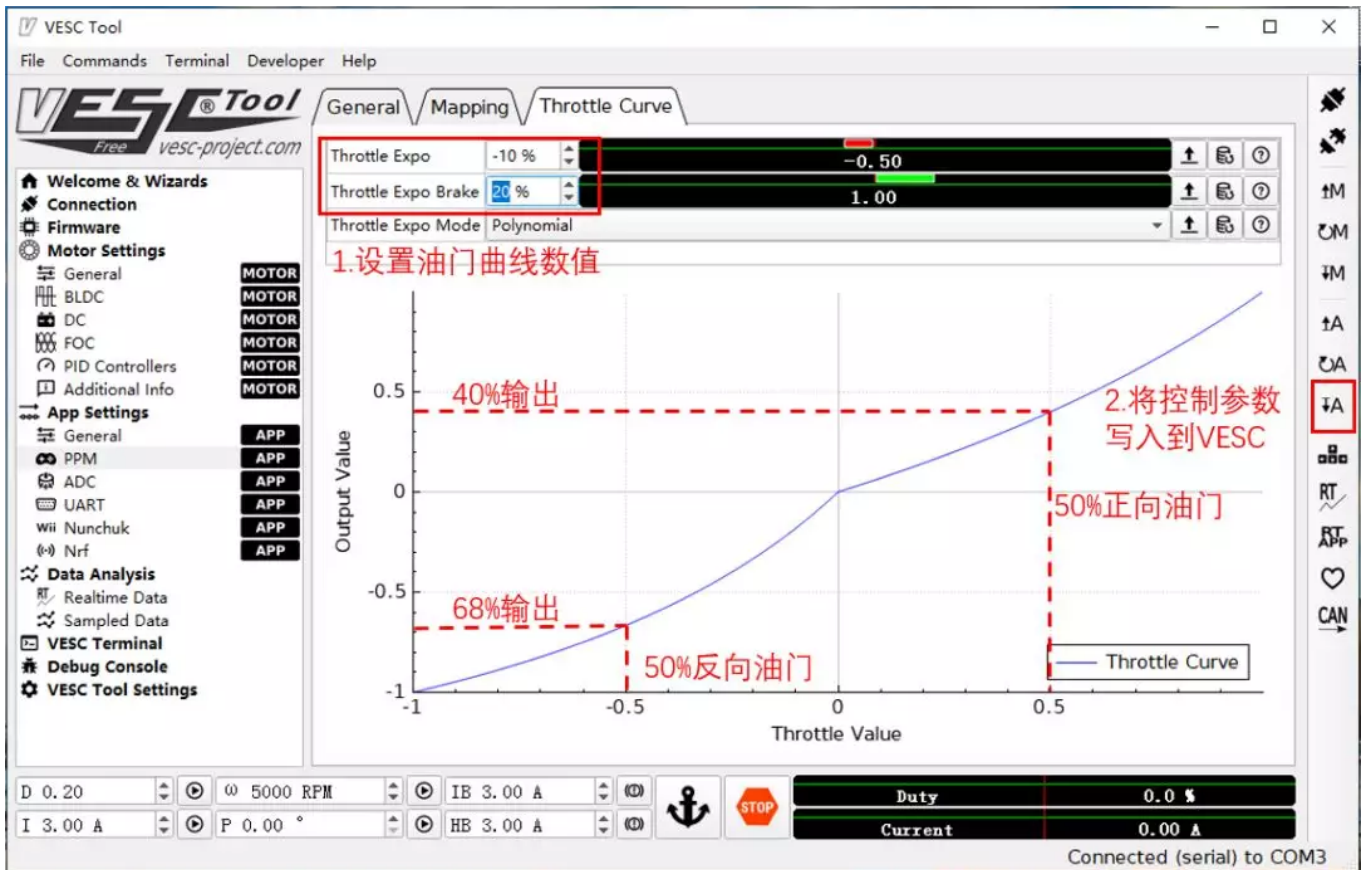 VESC Tool
File Commands Terminal Developer Help
VESC® Tool
Free vesc-project.com
General Mapping Throttle Curve
Throttle Expo -10 % -0.50
Throttle Expo Brake 20 % 1.00
Throttle Expo Mode Polynomial
1.设置油门曲线数值
Welcome & Wizards
Connection
Firmware
Motor Settings
General MOTOR
BLDC MOTOR
DC MOTOR
FOC MOTOR
PID Controllers MOTOR
Additional Info MOTOR
App Settings
General APP
PPM APP
ADC APP
UART APP
Wii Nunchuk APP
Nrf APP
Data Analysis
RT Realtime Data
Sampled Data
VESC Terminal
Debug Console
VESC Tool Settings
Output Value
0.5
0
-0.5
-1
40%输出
68%输出
50%反向油门
50%正向油门
2.将控制参数
写入到VESC
Throttle Curve
-1 -0.5 0 0.5
Throttle Value
M
M
M
A
A
A
RT
RT
APP
CAN
D 0.20 ω 5000 RPM IB 3.00 A
I 3.00 A P 0.00 ° HB 3.00 A
STOP
Duty 0.0 %
Current 0.00 A
Connected (serial) to COM3